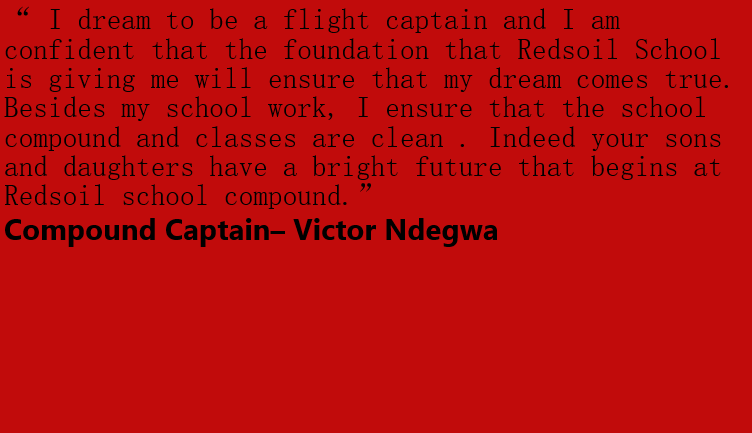 “ I dream to be a flight captain and I am
confident that the foundation that Redsoil School
is giving me will ensure that my dream comes true.
Besides my school work, I ensure that the school
compound and classes are clean . Indeed your sons
and daughters have a bright future that begins at
Redsoil school compound.”
Compound Captain– Victor Ndegwa